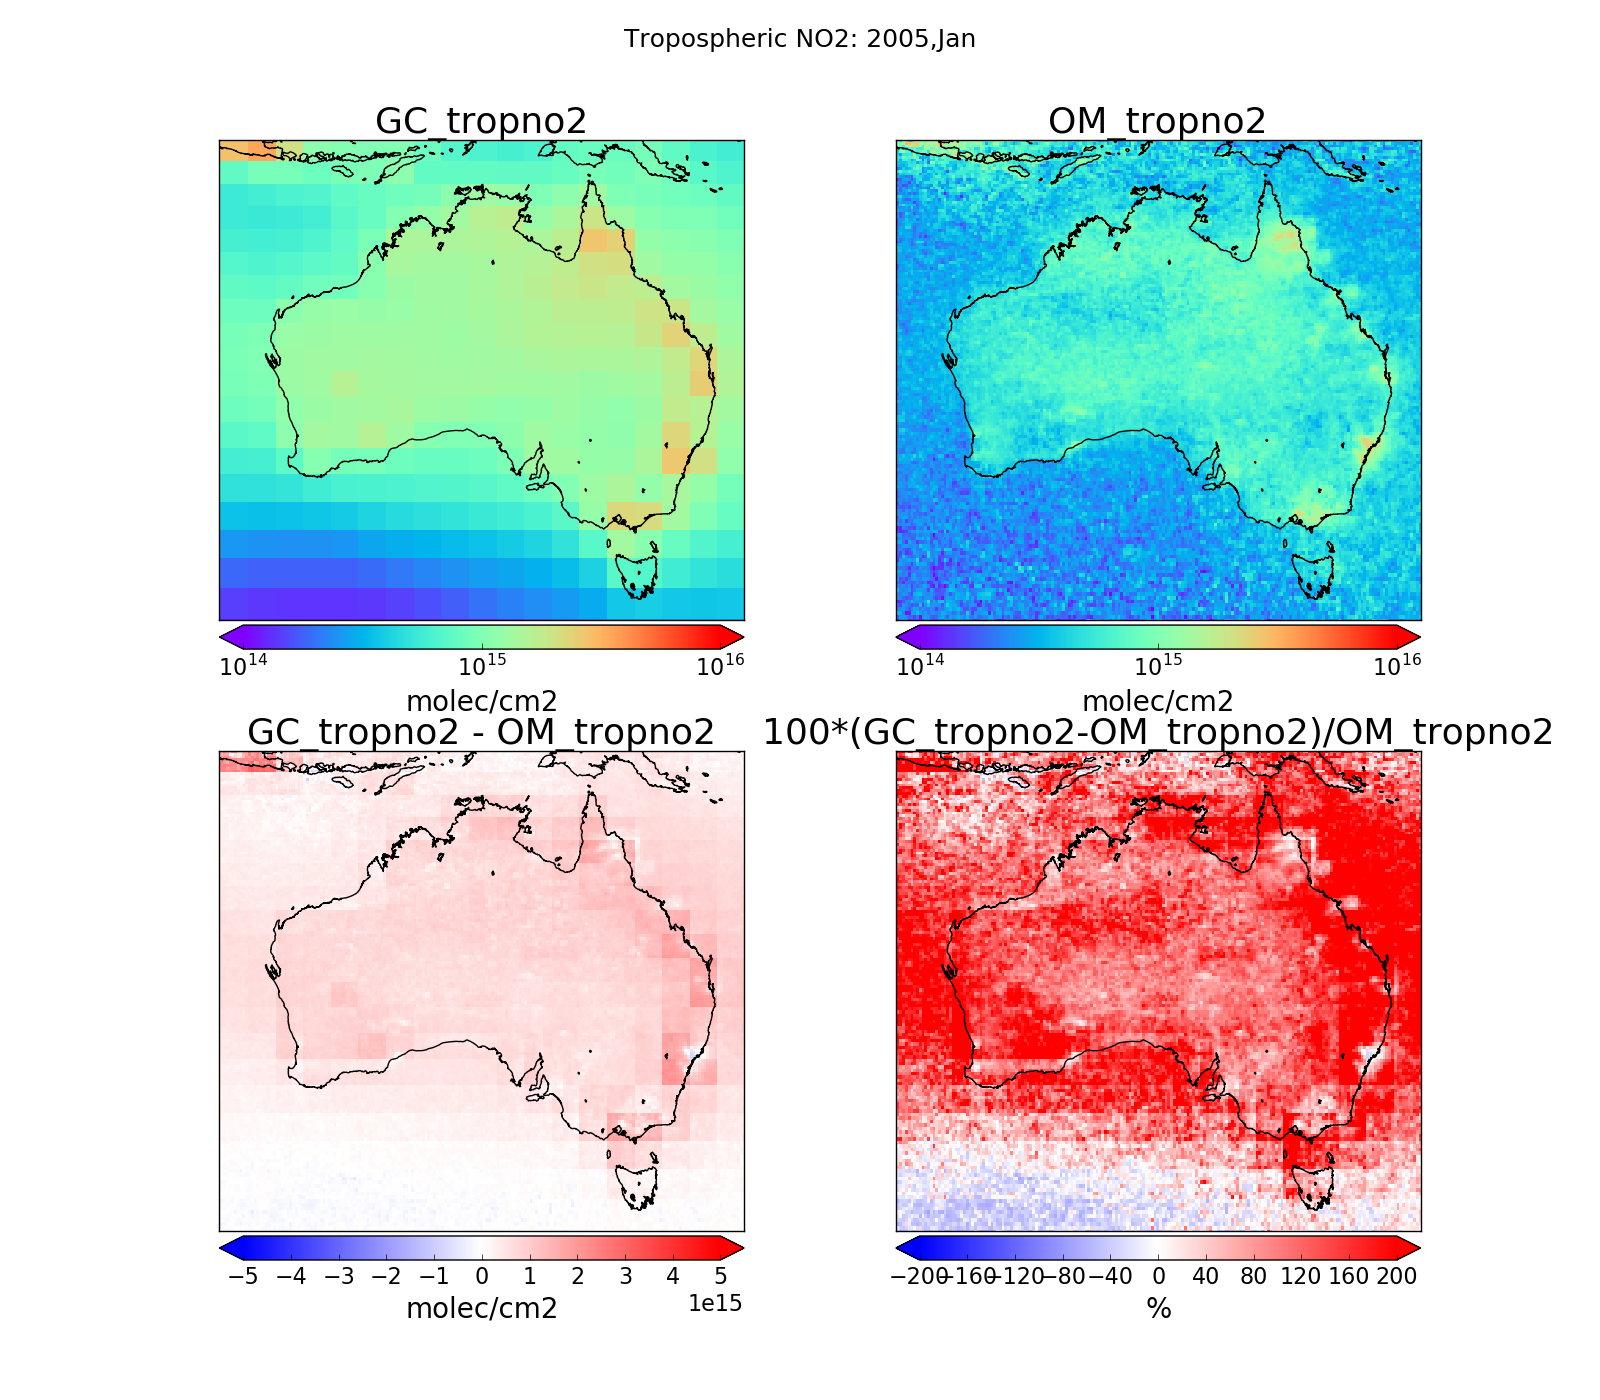 Tropospheric NO2: 2005,Jan
GC_tropno2
OM_tropno2
10^14 10^15 10^16
molec/cm2
10^14 10^15 10^16
molec/cm2
GC_tropno2 - OM_tropno2
100*(GC_tropno2-OM_tropno2)/OM_tropno2
−5 −4 −3 −2 −1 0 1 2 3 4 5
1e15
molec/cm2
−200 −160 −120 −80 −40 0 40 80 120 160 200
%